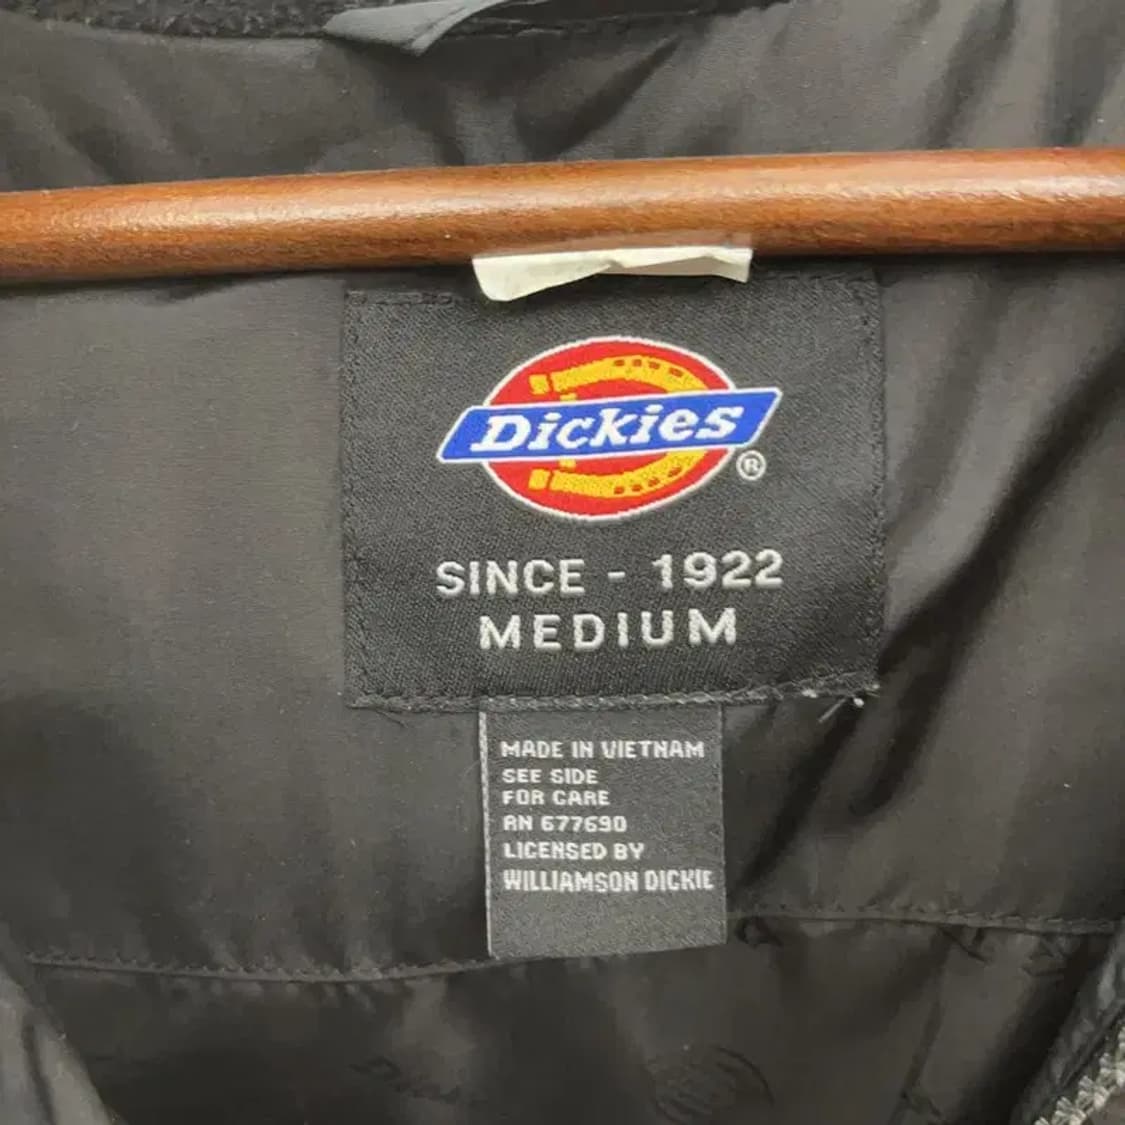 Dickies
®
SINCE - 1922
MEDIUM
MADE IN VIETNAM
SEE SIDE
FOR CARE
RN 677690
LICENSED BY
WILLIAMSON DICKIE